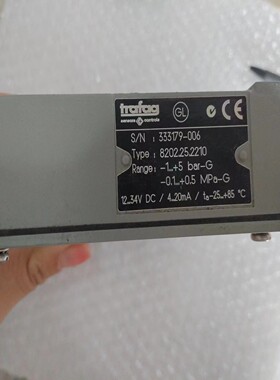 trafag
sensors controls
GL
CE
S/N : 333179-006
Type : 8202.25.2210
Range: -1...+5 bar-G
-0.1...+0.5 MPa-G
12...34V DC / 4...20mA / ta-25...+85 °C